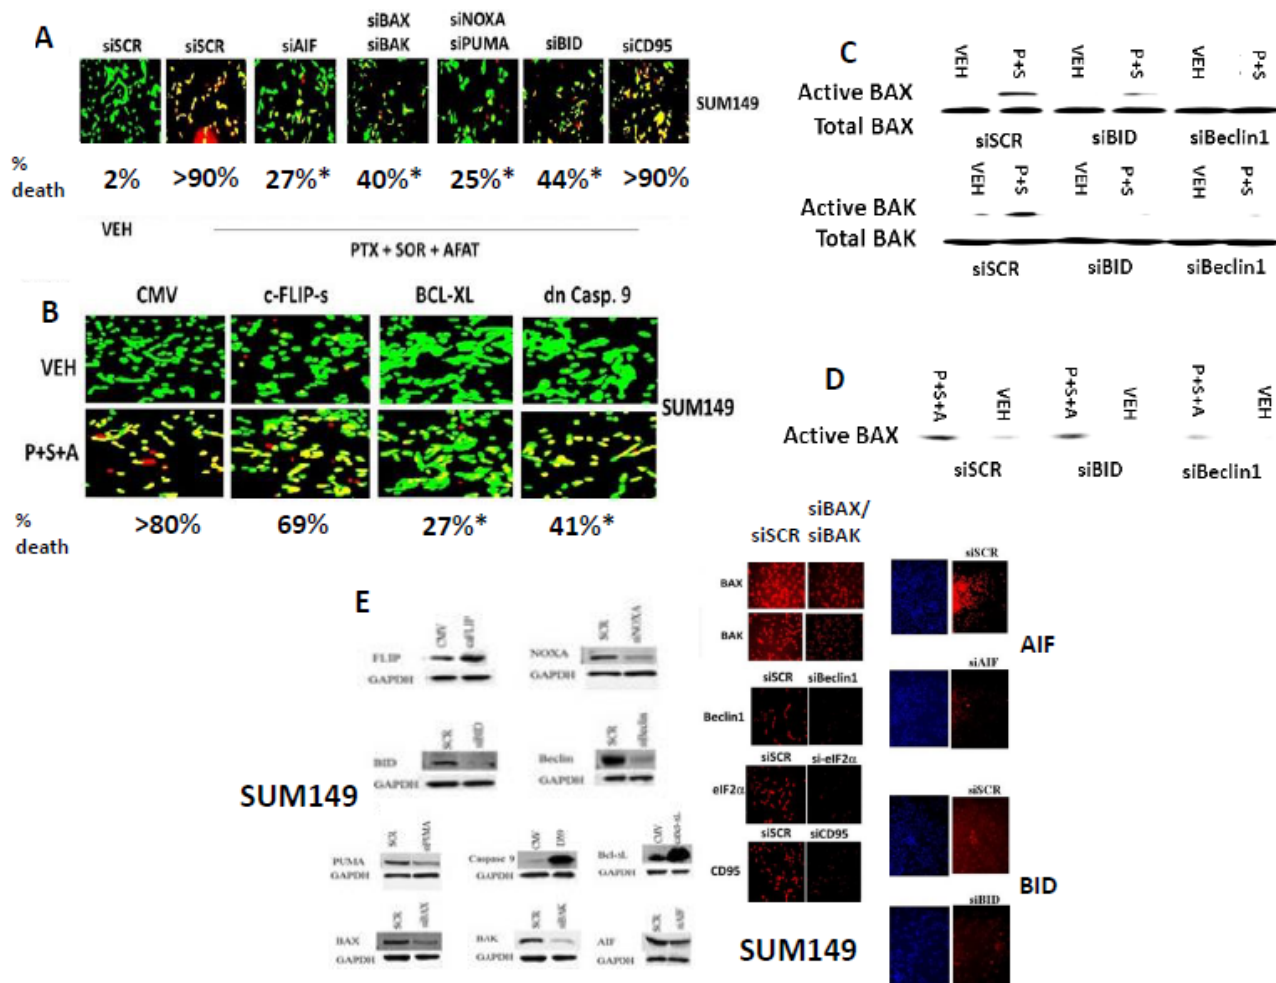 A
siSCR
siSCR
siAIF
siBAX
siBAK
siNOXA
siPUMA
siBID
siCD95
SUM149
% death
2%
>90%
27%*
40%*
25%*
44%*
>90%
VEH
PTX + SOR + AFAT
B
CMV
c-FLIP-s
BCL-XL
dn Casp. 9
VEH
P+S+A
SUM149
% death
>80%
69%
27%*
41%*
C
VEH
P+S
VEH
P+S
VEH
P+S
Active BAX
Total BAX
siSCR
siBID
siBeclin1
VEH
P+S
VEH
P+S
VEH
P+S
Active BAK
Total BAK
siSCR
siBID
siBeclin1
D
P+S+A
VEH
P+S+A
VEH
P+S+A
VEH
Active BAX
siSCR
siBID
siBeclin1
E
CMV
FLIP
GAPDH
SCR
siNOXA
NOXA
GAPDH
SCR
siBID
BID
GAPDH
SCR
siBeclin
Beclin
GAPDH
SUM149
SCR
siPUMA
PUMA
GAPDH
CMV
Caspase 9
GAPDH
CMV
Bcl-xL
GAPDH
SCR
siBAX
BAX
GAPDH
SCR
siBAK
BAK
GAPDH
SCR
siAIF
AIF
GAPDH
siSCR
siBAX/
siBAK
BAX
BAK
siSCR
siBeclin1
Beclin1
siSCR
si-eIF2α
eIF2α
siSCR
siCD95
CD95
SUM149
siSCR
AIF
siAIF
siSCR
BID
siBID